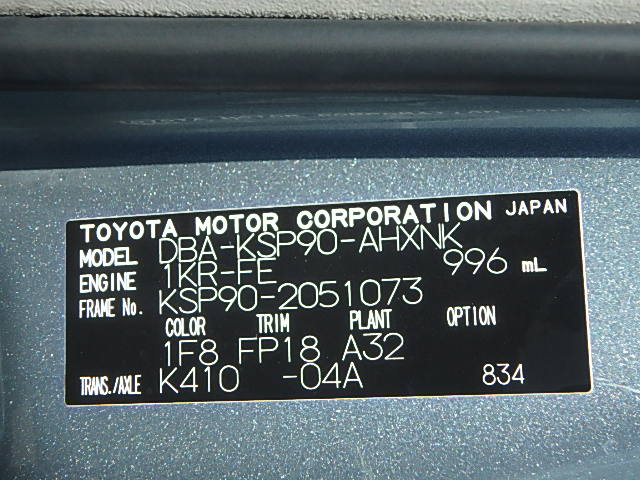 TOYOTA MOTOR CORPORATION JAPAN
MODEL DBA-KSP90-AHXNK
ENGINE 1KR-FE 996 mL
FRAME No. KSP90-2051073
COLOR TRIM PLANT OPTION
1F8 FP18 A32
TRANS./AXLE K410 -04A 834